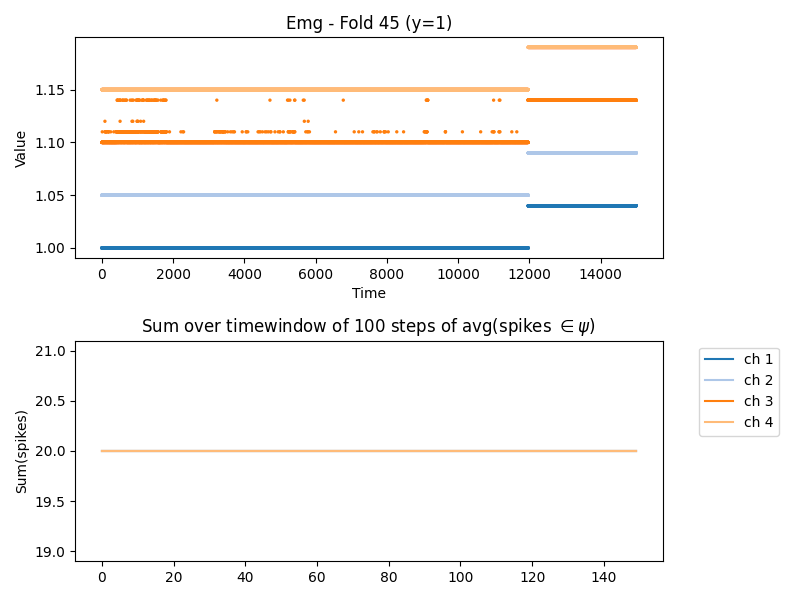 Emg - Fold 45 (y=1)
1.15
1.10
1.05
1.00
Value
0 2000 4000 6000 8000 10000 12000 14000
Time
Sum over timewindow of 100 steps of avg(spikes ∈ ψ)
21.0
20.5
20.0
19.5
19.0
Sum(spikes)
0 20 40 60 80 100 120 140
ch 1
ch 2
ch 3
ch 4